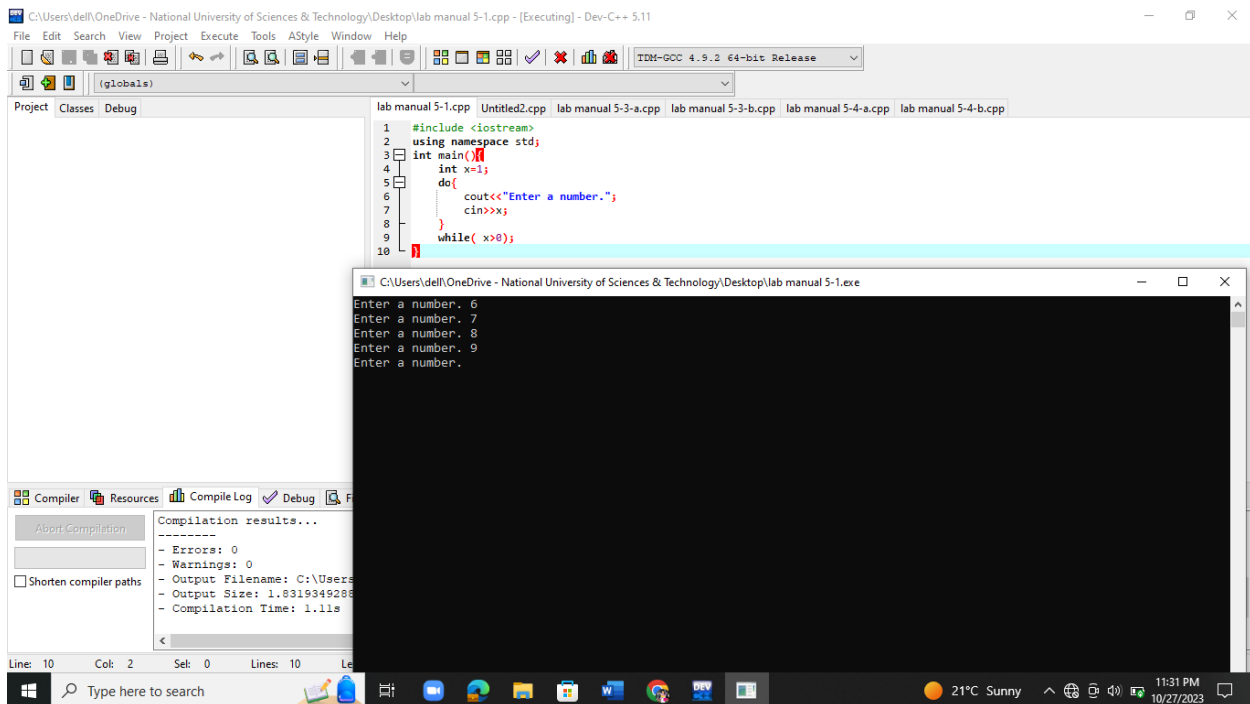 C:\Users\dell\OneDrive - National University of Sciences & Technology\Desktop\lab manual 5-1.cpp - [Executing] - Dev-C++ 5.11
File Edit Search View Project Execute Tools AStyle Window Help
TDM-GCC 4.9.2 64-bit Release
(globals)
Project Classes Debug
lab manual 5-1.cpp Untitled2.cpp lab manual 5-3-a.cpp lab manual 5-3-b.cpp lab manual 5-4-a.cpp lab manual 5-4-b.cpp
1 #include <iostream>
2 using namespace std;
3 int main(){
4 int x=1;
5 do{
6 cout<<"Enter a number.";
7 cin>>x;
8 }
9 while( x>0);
10 }
C:\Users\dell\OneDrive - National University of Sciences & Technology\Desktop\lab manual 5-1.exe
Enter a number. 6
Enter a number. 7
Enter a number. 8
Enter a number. 9
Enter a number.
Compiler Resources Compile Log Debug
Abort Compilation
Shorten compiler paths
Compilation results...
--------
- Errors: 0
- Warnings: 0
- Output Filename: C:\Users
- Output Size: 1.8319349288
- Compilation Time: 1.11s
Line: 10 Col: 2 Sel: 0 Lines: 10 Le
Type here to search
DEV
21°C Sunny
11:31 PM
10/27/2023